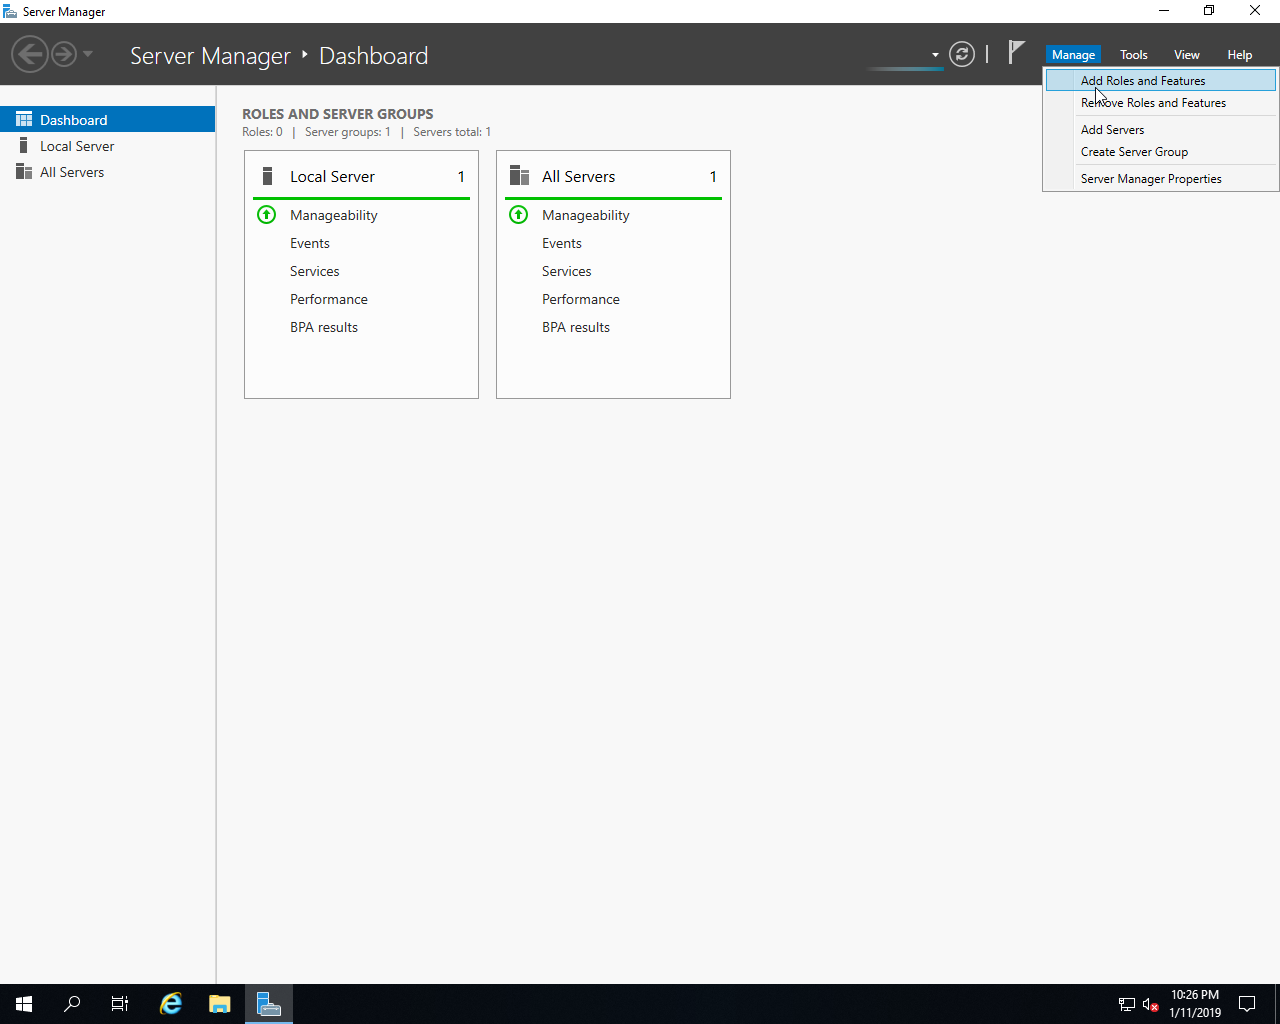 Server Manager
Server Manager ‣ Dashboard
Manage Tools View Help
Add Roles and Features
Remove Roles and Features
Add Servers
Create Server Group
Server Manager Properties
Dashboard
Local Server
All Servers
ROLES AND SERVER GROUPS
Roles: 0 | Server groups: 1 | Servers total: 1
Local Server 1
Manageability
Events
Services
Performance
BPA results
All Servers 1
Manageability
Events
Services
Performance
BPA results
10:26 PM
1/11/2019